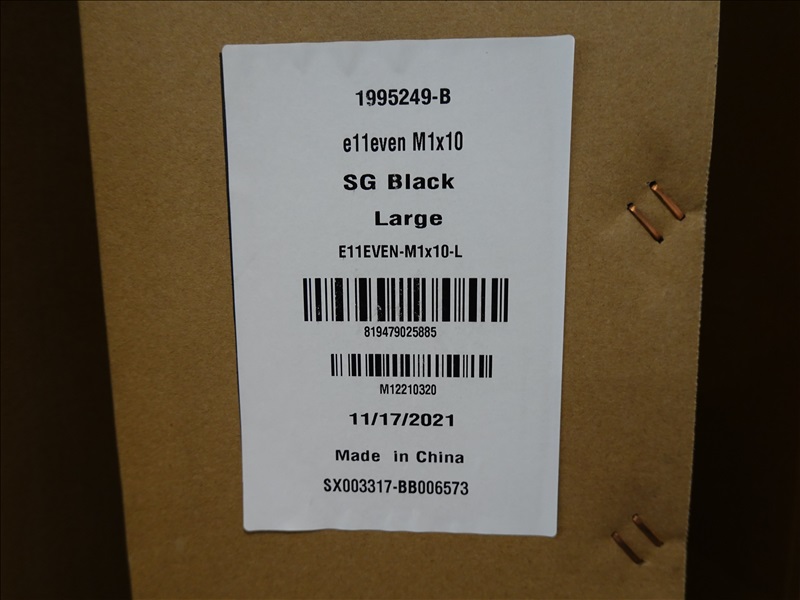 1995249-B
e11even M1x10
SG Black
Large
E11EVEN-M1x10-L
819479025885
M12210320
11/17/2021
Made in China
SX003317-BB006573